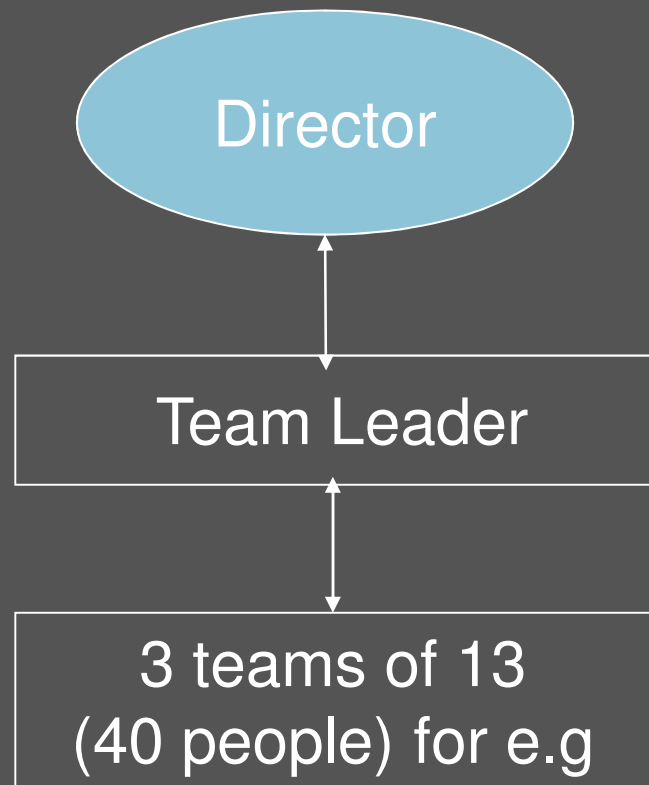 Director
Team Leader
3 teams of 13
(40 people) for e.g